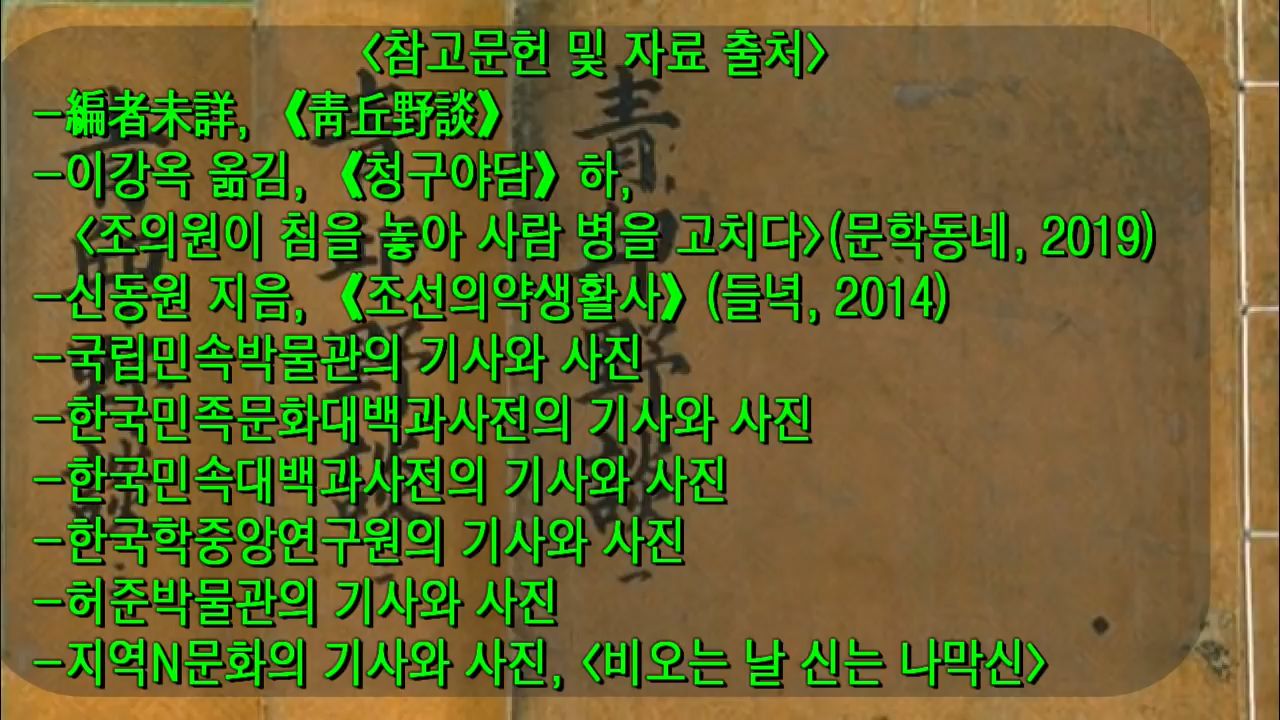 <참고문헌 및 자료 출처>
-編者未詳, 《靑丘野談》
-이강옥 옮김, 《청구야담》 하,
<조의원이 침을 놓아 사람 병을 고치다>(문학동네, 2019)
-신동원 지음, 《조선의약생활사》 (들녘, 2014)
-국립민속박물관의 기사와 사진
-한국민족문화대백과사전의 기사와 사진
-한국민속대백과사전의 기사와 사진
-한국학중앙연구원의 기사와 사진
-허준박물관의 기사와 사진
-지역N문화의 기사와 사진, <비오는 날 신는 나막신>